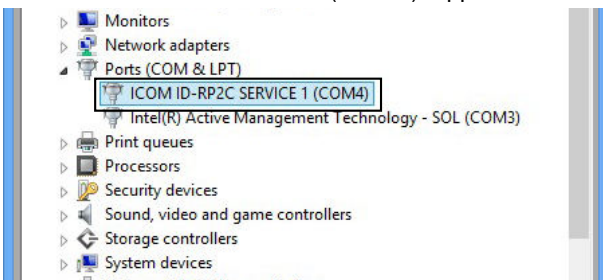 Monitors
Network adapters
Ports (COM & LPT)
ICOM ID-RP2C SERVICE 1 (COM4)
Intel(R) Active Management Technology - SOL (COM3)
Print queues
Processors
Security devices
Sound, video and game controllers
Storage controllers
System devices